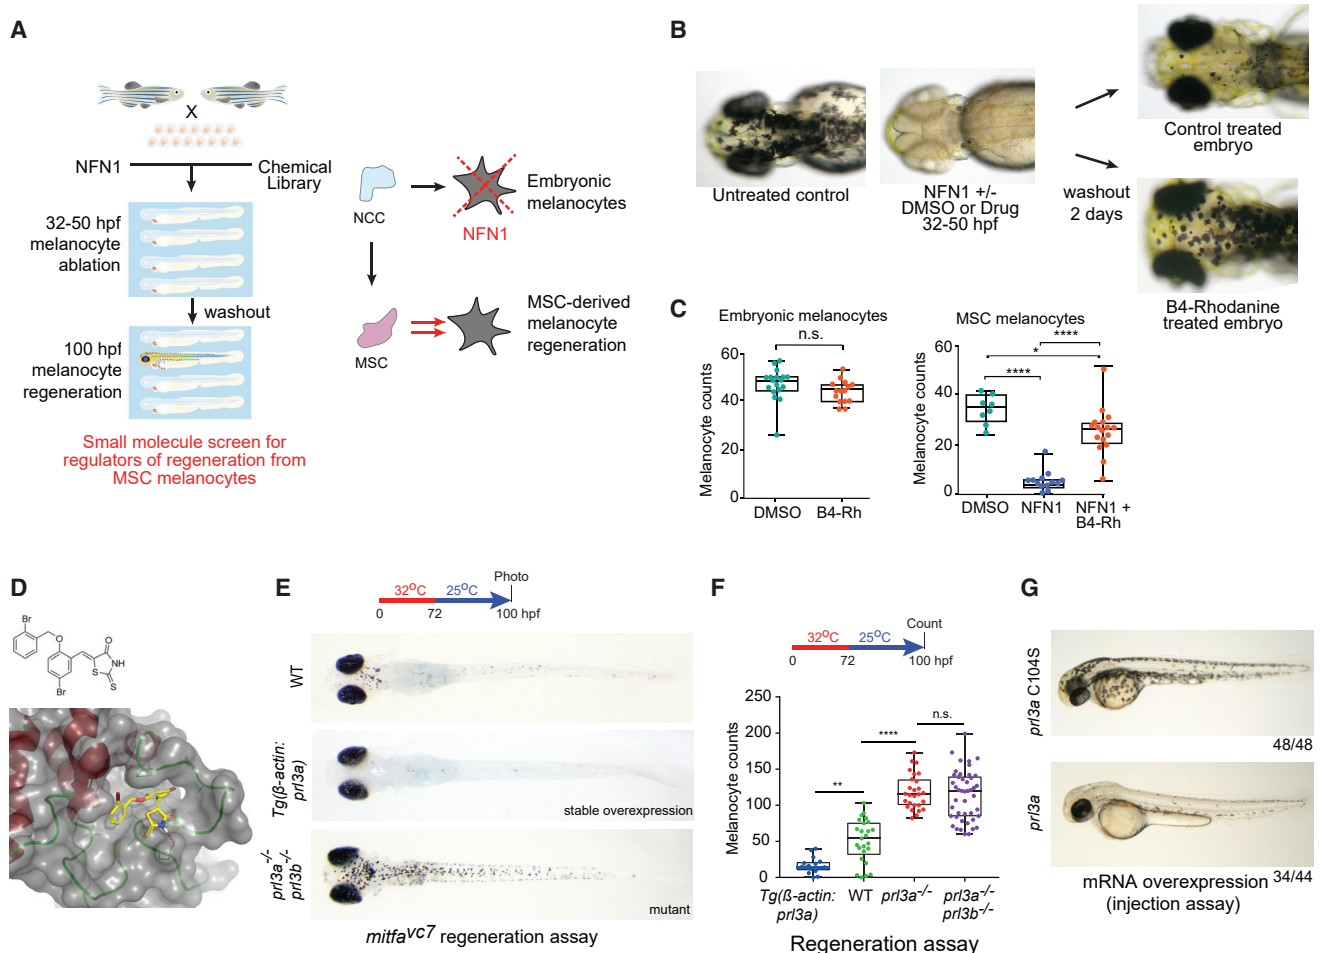 A
X
NFN1
Chemical
Library
32-50 hpf
melanocyte
ablation
washout
100 hpf
melanocyte
regeneration
Small molecule screen for
regulators of regeneration from
MSC melanocytes
NCC
NFN1
Embryonic
melanocytes
MSC
MSC-derived
melanocyte
regeneration
B
Untreated control
NFN1 +/-
DMSO or Drug
32-50 hpf
washout
2 days
Control treated
embryo
B4-Rhodanine
treated embryo
C
Embryonic melanocytes
n.s.
Melanocyte counts
60
40
20
0
DMSO
B4-Rh
MSC melanocytes
****
*
****
Melanocyte counts
60
40
20
0
DMSO
NFN1
NFN1 +
B4-Rh
D
Br
O
O
NH
S
S
Br
E
Photo
32°C
25°C
0
72
100 hpf
WT
Tg(ß-actin:
prl3a)
stable overexpression
prl3a-/-
prl3b-/-
mutant
mitfavc7 regeneration assay
F
Count
32°C
25°C
0
72
100 hpf
Melanocyte counts
250
200
150
100
50
0
**
****
n.s.
Tg(ß-actin:
prl3a)
WT
prl3a-/-
prl3a-/-
prl3b-/-
Regeneration assay
G
prl3a C104S
48/48
prl3a
34/44
mRNA overexpression
(injection assay)